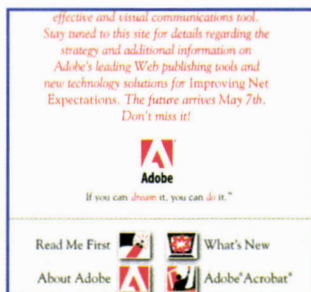 effective and visual communications tool.
Stay tuned to this site for details regarding the
strategy and additional information on
Adobe's leading Web publishing tools and
new technology solutions for Improving Net
Expectations. The future arrives May 7th.
Don't miss it!
Adobe
If you can dream it, you can do it.™
Read Me First
What's New
About Adobe
Adobe®Acrobat®